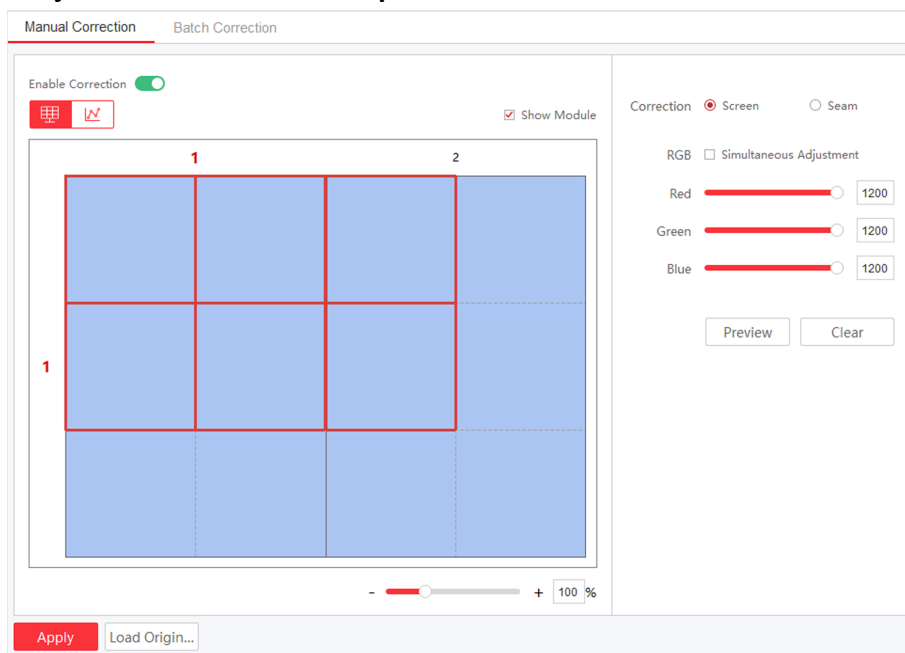 Manual Correction Batch Correction
Enable Correction
Show Module
1 2
1
- + 100 %
Correction Screen Seam
RGB Simultaneous Adjustment
Red 1200
Green 1200
Blue 1200
Preview Clear
Apply Load Origin...